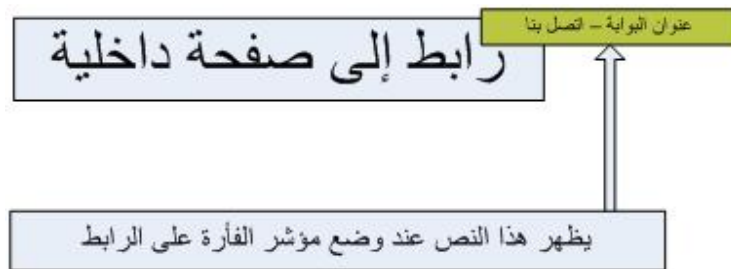 عنوان البوابة – اتصل بنا
رابط إلى صفحة داخلية
يظهر هذا النص عند وضع مؤشر الفأرة على الرابط